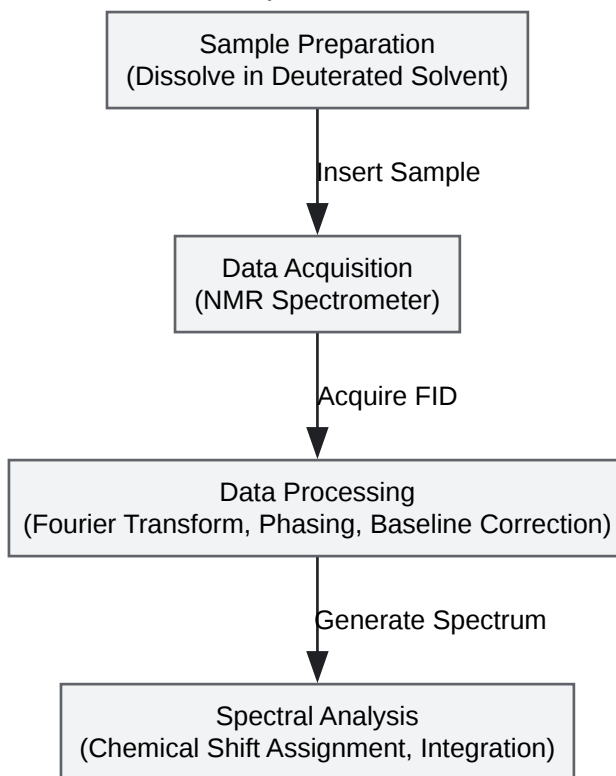 Sample Preparation
(Dissolve in Deuterated Solvent)
Insert Sample
Data Acquisition
(NMR Spectrometer)
Acquire FID
Data Processing
(Fourier Transform, Phasing, Baseline Correction)
Generate Spectrum
Spectral Analysis
(Chemical Shift Assignment, Integration)